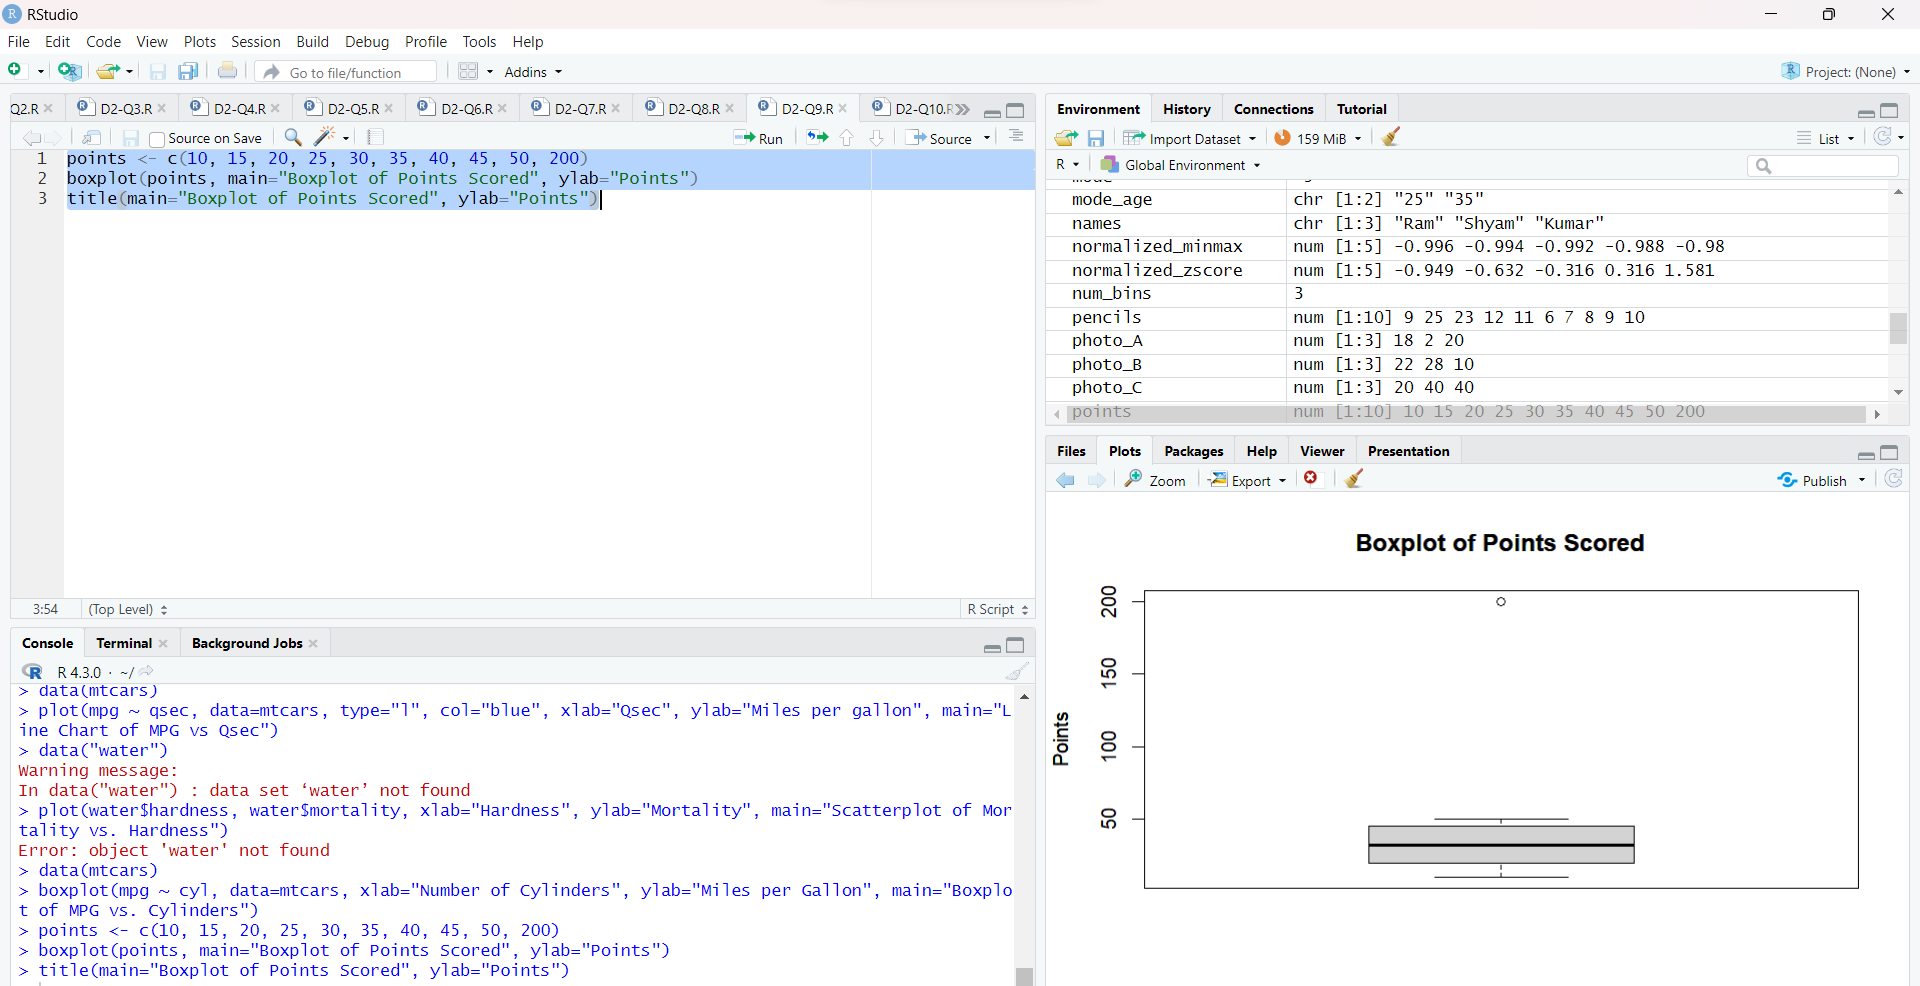 RStudio
File Edit Code View Plots Session Build Debug Profile Tools Help
Go to file/function Addins Project: (None)
Q2.R D2-Q3.R D2-Q4.R D2-Q5.R D2-Q6.R D2-Q7.R D2-Q8.R D2-Q9.R D2-Q10.R
Source on Save Run Source
1 points <- c(10, 15, 20, 25, 30, 35, 40, 45, 50, 200)
2 boxplot(points, main="Boxplot of Points Scored", ylab="Points")
3 title(main="Boxplot of Points Scored", ylab="Points")
3:54 (Top Level) R Script
Console Terminal Background Jobs
R 4.3.0 · ~/
> data(mtcars)
> plot(mpg ~ qsec, data=mtcars, type="l", col="blue", xlab="Qsec", ylab="Miles per gallon", main="L
ine Chart of MPG vs Qsec")
> data("water")
Warning message:
In data("water") : data set ‘water’ not found
> plot(water$hardness, water$mortality, xlab="Hardness", ylab="Mortality", main="Scatterplot of Mor
tality vs. Hardness")
Error: object 'water' not found
> data(mtcars)
> boxplot(mpg ~ cyl, data=mtcars, xlab="Number of Cylinders", ylab="Miles per Gallon", main="Boxplo
t of MPG vs. Cylinders")
> points <- c(10, 15, 20, 25, 30, 35, 40, 45, 50, 200)
> boxplot(points, main="Boxplot of Points Scored", ylab="Points")
> title(main="Boxplot of Points Scored", ylab="Points")
Environment History Connections Tutorial
Import Dataset 159 MiB List
R Global Environment
mode_age chr [1:2] "25" "35"
names chr [1:3] "Ram" "Shyam" "Kumar"
normalized_minmax num [1:5] -0.996 -0.994 -0.992 -0.988 -0.98
normalized_zscore num [1:5] -0.949 -0.632 -0.316 0.316 1.581
num_bins 3
pencils num [1:10] 9 25 23 12 11 6 7 8 9 10
photo_A num [1:3] 18 2 20
photo_B num [1:3] 22 28 10
photo_C num [1:3] 20 40 40
points num [1:10] 10 15 20 25 30 35 40 45 50 200
Files Plots Packages Help Viewer Presentation
Zoom Export Publish
Boxplot of Points Scored
200
150
100
50
Points